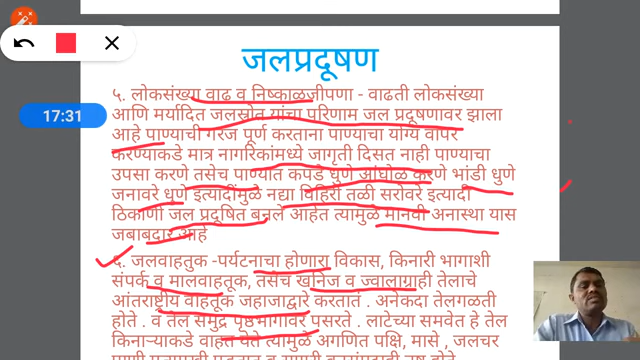 जलप्रदूषण
17:31
५. लोकसंख्या वाढ व निष्काळजीपणा - वाढती लोकसंख्या
आणि मर्यादित जलस्रोत यांचा परिणाम जल प्रदुषणावर झाला
आहे पाण्याची गरज पूर्ण करताना पाण्याचा योग्य वापर
करण्याकडे मात्र नागरिकांमध्ये जागृती दिसत नाही पाण्याचा
उपसा करणे तसेच पाण्यात कपडे धुणे आंघोळ करणे भांडी धुणे
जनावरे धुणे इत्यादींमुळे नद्या विहिरी तळी सरोवरे इत्यादी
ठिकाणी जल प्रदूषित बनले आहेत त्यामुळे मानवी अनास्था यास
जबाबदार आहे
६. जलवाहतुक -पर्यटनाचा होणारा विकास, किनारी भागाशी
संपर्क व मालवाहतूक, तसेच खनिज व ज्वालाग्राही तेलाचे
आंतराष्ट्रीय वाहतूक जहाजाद्वारे करतात . अनेकदा तेलगळती
होते . व तेल समुद्र पृष्ठभागावर पसरते . लाटेच्या समवेत हे तेल
किनाऱ्याकडे वाहत येते त्यामुळे अगणित पक्षि, मासे , जलचर